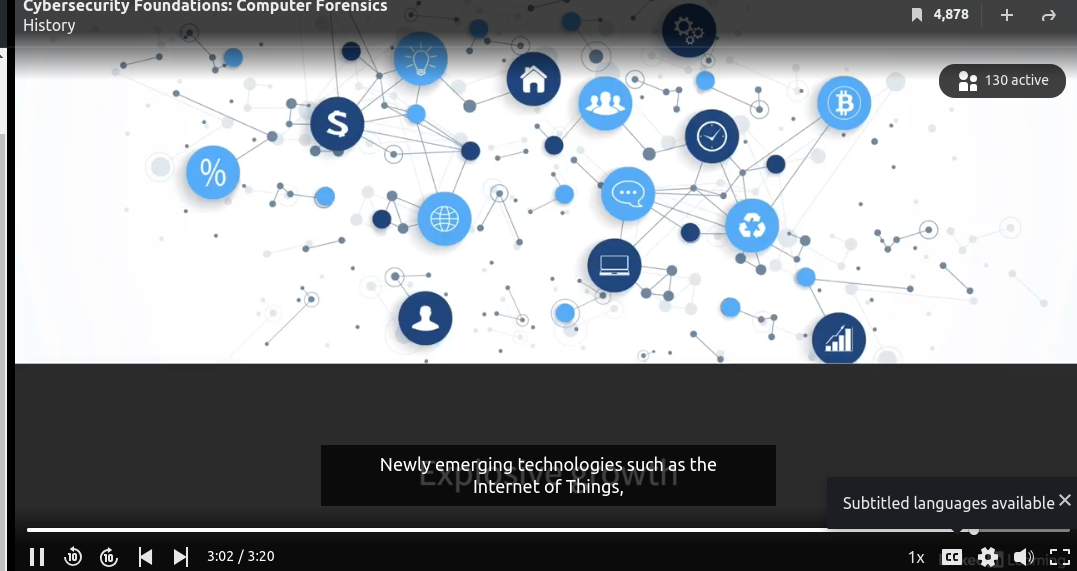 Cybersecurity Foundations: Computer Forensics
History
4,878
130 active
$
%
Explosive growth
Newly emerging technologies such as the
Internet of Things,
Subtitled languages available
10
10
3:02 / 3:20
1x
CC